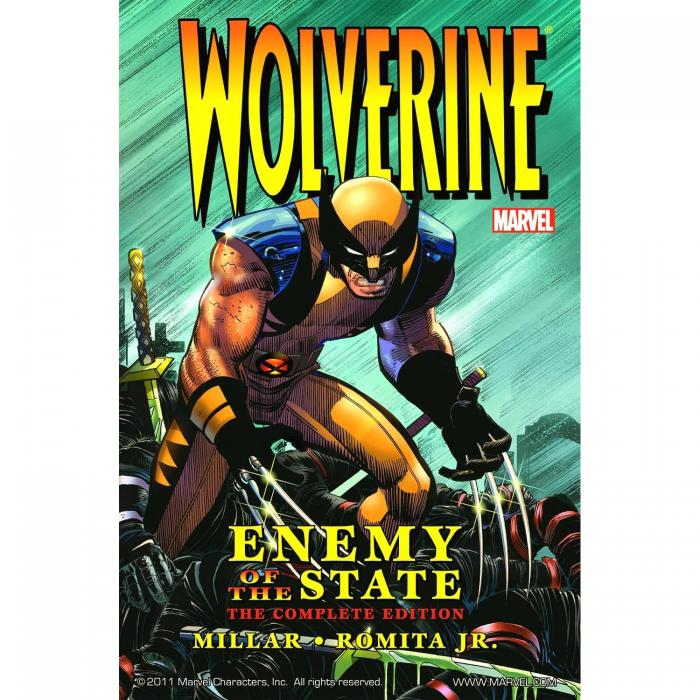 WOLVERINE®
MARVEL
ENEMY
OF THE STATE
THE COMPLETE EDITION
MILLAR • ROMITA JR.
© 2011 Marvel Characters, Inc. All rights reserved. WWW.MARVEL.COM